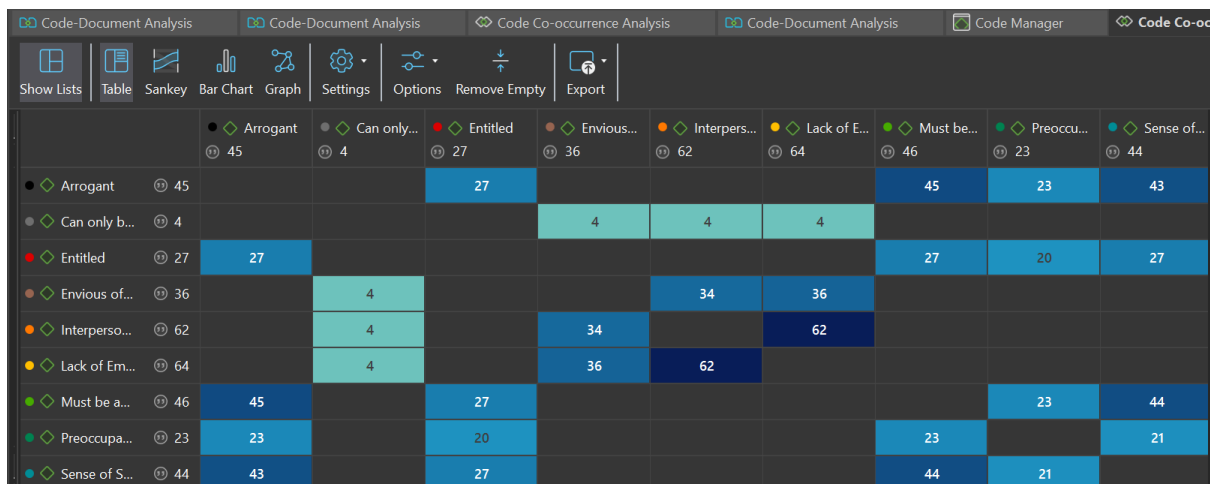 Code-Document Analysis Code-Document Analysis Code Co-occurrence Analysis Code-Document Analysis Code Manager Code Co-oc
Show Lists Table Sankey Bar Chart Graph Settings Options Remove Empty Export
Arrogant Can only... Entitled Envious... Interpers... Lack of E... Must be... Preoccu... Sense of...
45 4 27 36 62 64 46 23 44
Arrogant 45 27 45 23 43
Can only b... 4 4 4 4
Entitled 27 27 27 20 27
Envious of... 36 4 34 36
Interperso... 62 4 34 62
Lack of Em... 64 4 36 62
Must be a... 46 45 27 23 44
Preoccupa... 23 23 20 23 21
Sense of S... 44 43 27 44 21